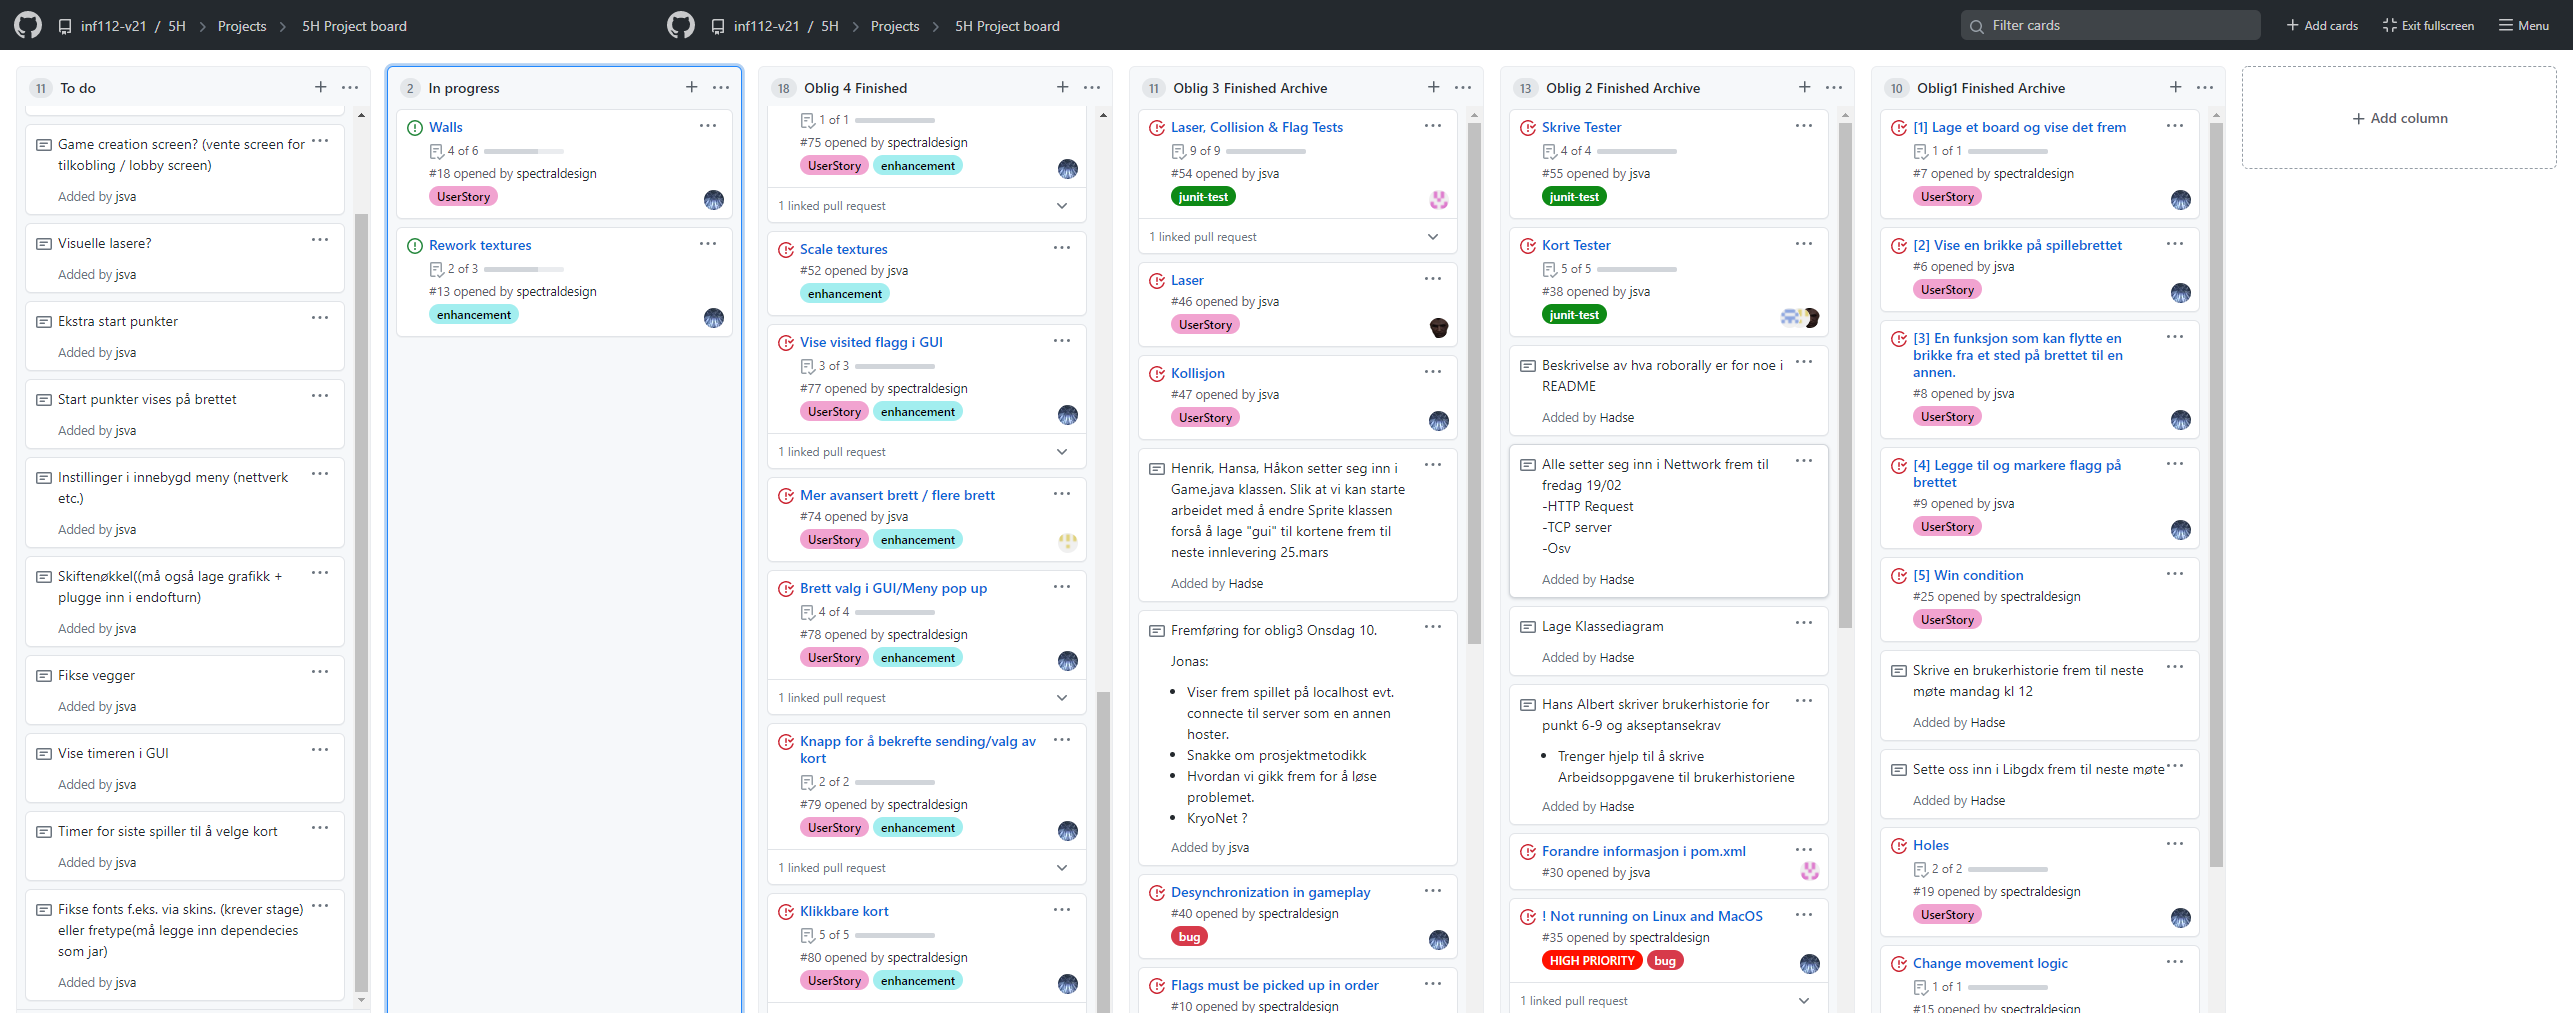 inf112-v21 / 5H > Projects > 5H Project board
inf112-v21 / 5H > Projects > 5H Project board
Filter cards
+ Add cards
Exit fullscreen
Menu
11 To do
Game creation screen? (vente screen for
tilkobling / lobby screen)
Added by jsva
Visuelle lasere?
Added by jsva
Ekstra start punkter
Added by jsva
Start punkter vises på brettet
Added by jsva
Instillinger i innebygd meny (nettverk
etc.)
Added by jsva
Skiftenøkkel((må også lage grafikk +
plugge inn i endofturn)
Added by jsva
Fikse vegger
Added by jsva
Vise timeren i GUI
Added by jsva
Timer for siste spiller til å velge kort
Added by jsva
Fikse fonts f.eks. via skins. (krever stage)
eller fretype(må legge inn dependecies
som jar)
Added by jsva
2 In progress
Walls
4 of 6
#18 opened by spectraldesign
UserStory
Rework textures
2 of 3
#13 opened by spectraldesign
enhancement
18 Oblig 4 Finished
1 of 1
#75 opened by spectraldesign
UserStory enhancement
1 linked pull request
Scale textures
#52 opened by jsva
enhancement
Vise visited flagg i GUI
3 of 3
#77 opened by spectraldesign
UserStory enhancement
1 linked pull request
Mer avansert brett / flere brett
#74 opened by jsva
UserStory enhancement
Brett valg i GUI/Meny pop up
4 of 4
#78 opened by spectraldesign
UserStory enhancement
1 linked pull request
Knapp for å bekrefte sending/valg av
kort
2 of 2
#79 opened by spectraldesign
UserStory enhancement
1 linked pull request
Klikkbare kort
5 of 5
#80 opened by spectraldesign
UserStory enhancement
11 Oblig 3 Finished Archive
Laser, Collision & Flag Tests
9 of 9
#54 opened by jsva
junit-test
1 linked pull request
Laser
#46 opened by jsva
UserStory
Kollisjon
#47 opened by jsva
UserStory
Henrik, Hansa, Håkon setter seg inn i
Game.java klassen. Slik at vi kan starte
arbeidet med å endre Sprite klassen
forså å lage "gui" til kortene frem til
neste innlevering 25.mars
Added by Hadse
Fremføring for oblig3 Onsdag 10.
Jonas:
• Viser frem spillet på localhost evt.
connecte til server som en annen
hoster.
• Snakke om prosjektmetodikk
• Hvordan vi gikk frem for å løse
problemet.
• KryoNet ?
Added by jsva
Desynchronization in gameplay
#40 opened by spectraldesign
bug
Flags must be picked up in order
#10 opened by spectraldesign
13 Oblig 2 Finished Archive
Skrive Tester
4 of 4
#55 opened by jsva
junit-test
Kort Tester
5 of 5
#38 opened by jsva
junit-test
Beskrivelse av hva roborally er for noe i
README
Added by Hadse
Alle setter seg inn i Nettwork frem til
fredag 19/02
-HTTP Request
-TCP server
-Osv
Added by Hadse
Lage Klassediagram
Added by Hadse
Hans Albert skriver brukerhistorie for
punkt 6-9 og akseptansekrav
• Trenger hjelp til å skrive
Arbeidsoppgavene til brukerhistoriene
Added by Hadse
Forandre informasjon i pom.xml
#30 opened by jsva
! Not running on Linux and MacOS
#35 opened by spectraldesign
HIGH PRIORITY bug
1 linked pull request
10 Oblig1 Finished Archive
[1] Lage et board og vise det frem
1 of 1
#7 opened by spectraldesign
UserStory
[2] Vise en brikke på spillebrettet
#6 opened by jsva
UserStory
[3] En funksjon som kan flytte en
brikke fra et sted på brettet til en
annen.
#8 opened by jsva
UserStory
[4] Legge til og markere flagg på
brettet
#9 opened by jsva
UserStory
[5] Win condition
#25 opened by spectraldesign
UserStory
Skrive en brukerhistorie frem til neste
møte mandag kl 12
Added by Hadse
Sette oss inn i Libgdx frem til neste møte
Added by Hadse
Holes
2 of 2
#19 opened by spectraldesign
UserStory
Change movement logic
1 of 1
#15 opened by spectraldesign
+ Add column